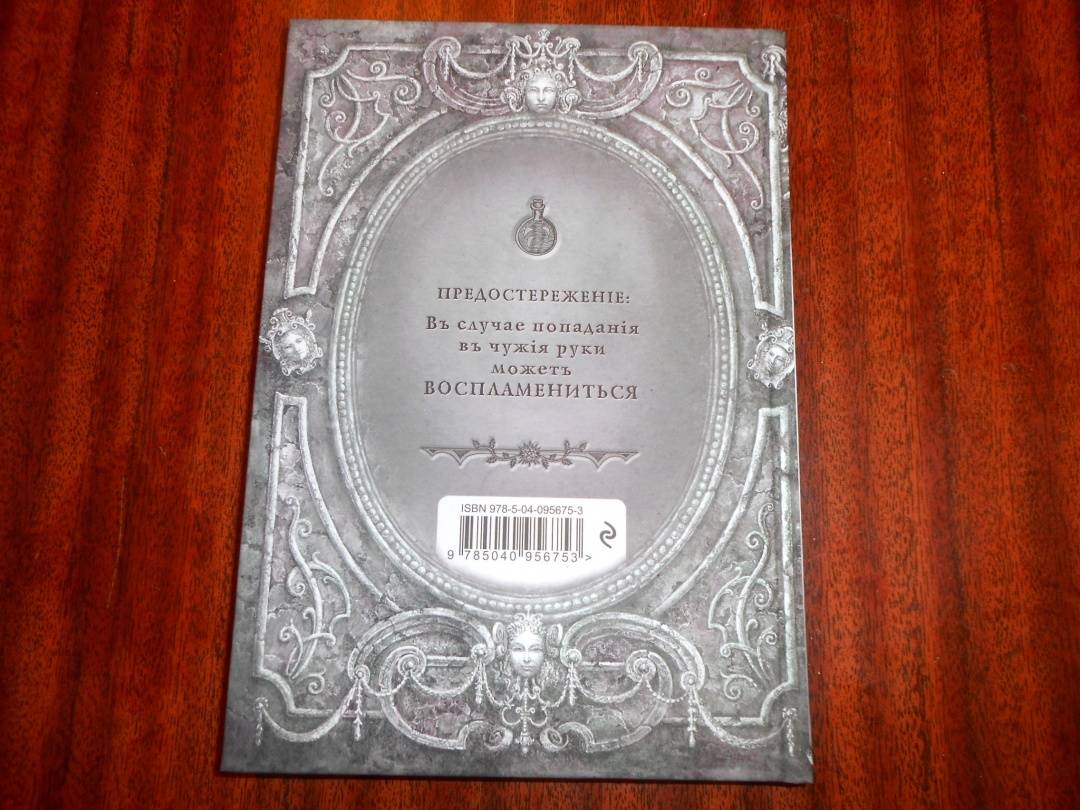 ПРЕДОСТЕРЕЖЕНІЕ:
Въ случае попаданія
въ чужія руки
можетъ
ВОСПЛАМЕНИТЬСЯ
ISBN 978-5-04-095675-3
9 785040 956753 >